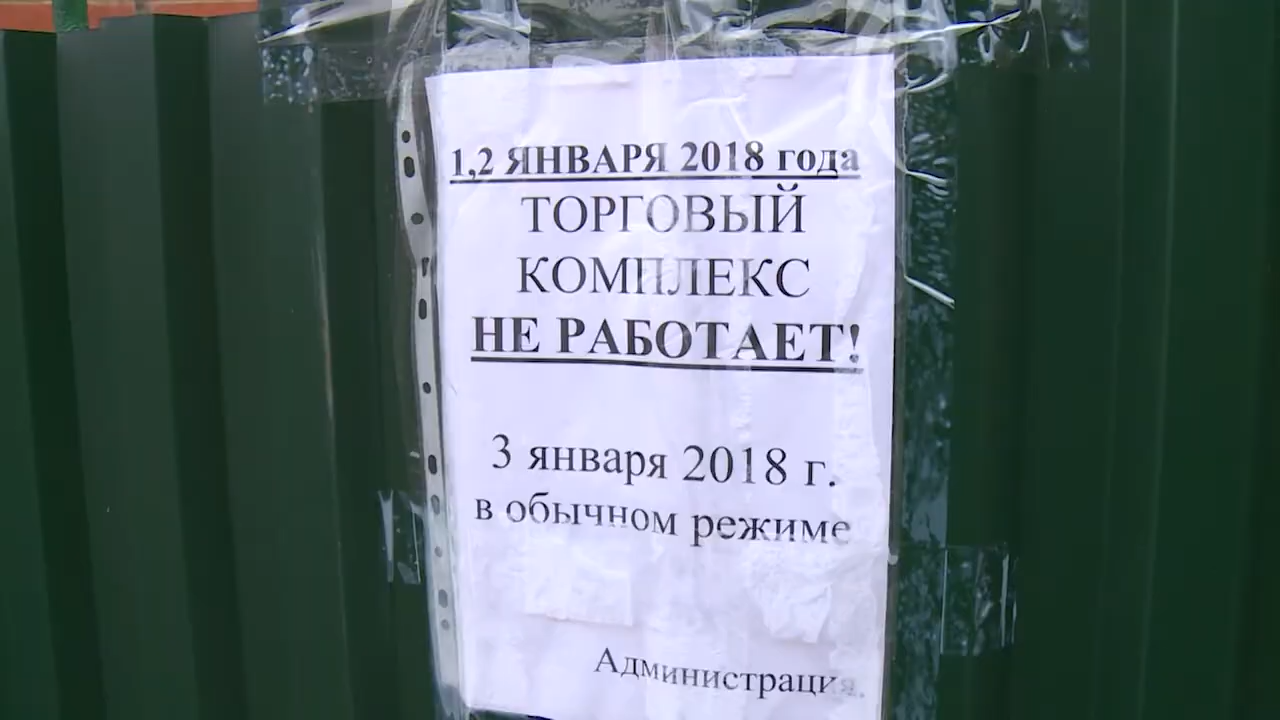 1,2 ЯНВАРЯ 2018 года
ТОРГОВЫЙ
КОМПЛЕКС
НЕ РАБОТАЕТ!
3 января 2018 г.
в обычном режиме
Администрация.